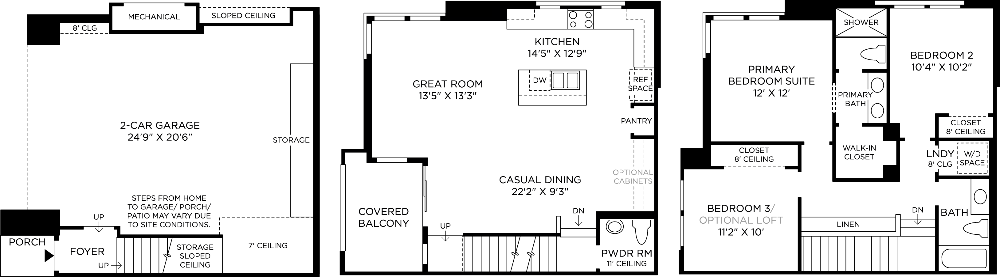 MECHANICAL
SLOPED CEILING
8' CLG
2-CAR GARAGE
24'9" X 20'6"
STORAGE
STEPS FROM HOME
TO GARAGE/ PORCH/
PATIO MAY VARY DUE
TO SITE CONDITIONS.
UP
PORCH
FOYER
UP
STORAGE
SLOPED
CEILING
7' CEILING
KITCHEN
14'5" X 12'9"
GREAT ROOM
13'5" X 13'3"
DW
REF
SPACE
PANTRY
OPTIONAL
CABINETS
CASUAL DINING
22'2" X 9'3"
COVERED
BALCONY
UP
DN
PWDR RM
11' CEILING
SHOWER
PRIMARY
BEDROOM SUITE
12' X 12'
BEDROOM 2
10'4" X 10'2"
PRIMARY
BATH
CLOSET
8' CEILING
CLOSET
8' CEILING
WALK-IN
CLOSET
LNDY
8' CLG
W/D
SPACE
BEDROOM 3/
OPTIONAL LOFT
11'2" X 10'
LINEN
DN
BATH